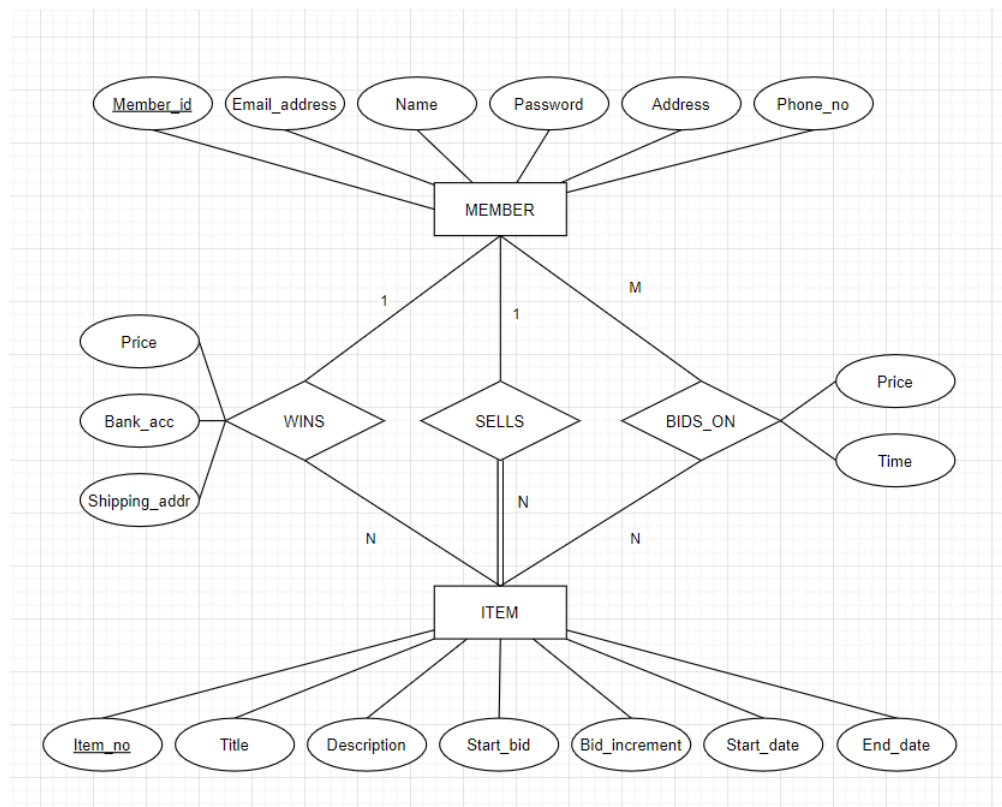 Member_id
Email_address
Name
Password
Address
Phone_no
MEMBER
1
1
M
Price
Bank_acc
Shipping_addr
WINS
SELLS
BIDS_ON
Price
Time
N
N
N
ITEM
Item_no
Title
Description
Start_bid
Bid_increment
Start_date
End_date